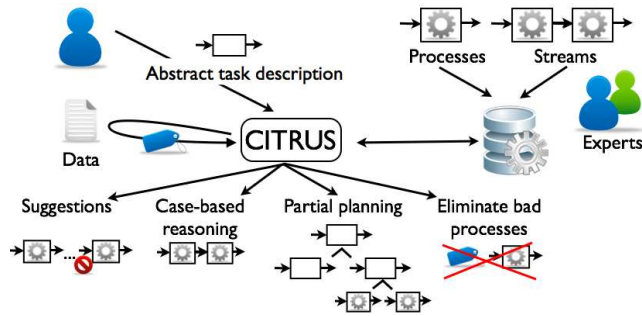 Processes
Streams
Abstract task description
Data
CITRUS
Experts
Suggestions
Case-based
reasoning
Partial planning
Eliminate bad
processes
...